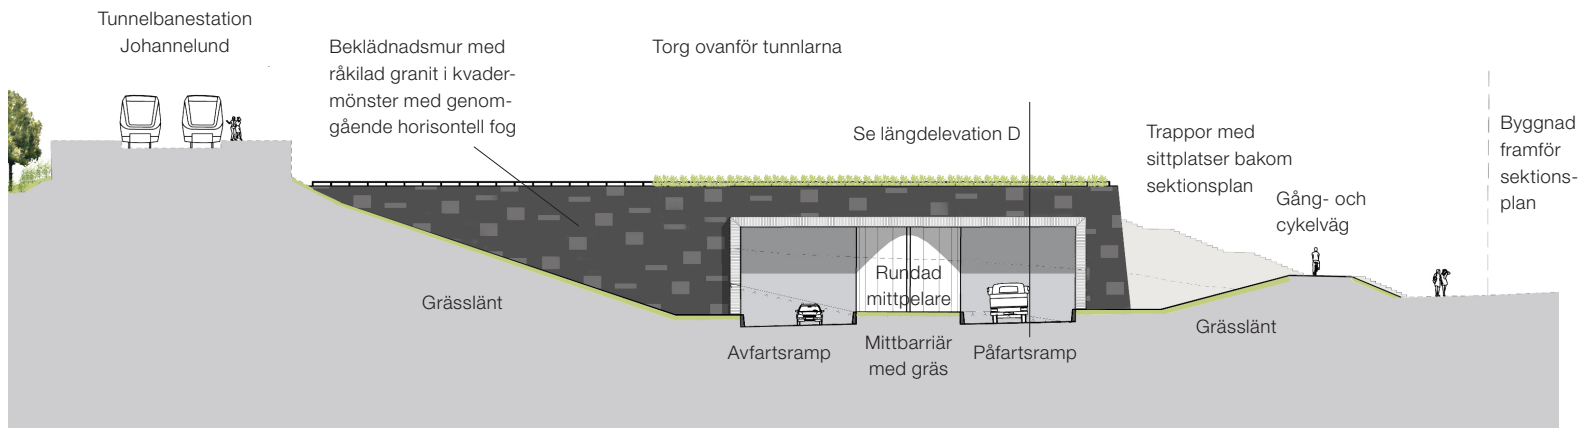 Tunnelbanestation
Johannelund
Beklädnadsmur med
råkilad granit i kvader-
mönster med genom-
gående horisontell fog
Torg ovanför tunnlarna
Se längdelevation D
Trappor med
sittplatser bakom
sektionsplan
Gång- och
cykelväg
Byggnad
framför
sektions-
plan
Grässlänt
Rundad
mittpelare
Avfartsramp
Mittbarriär
med gräs
Påfartsramp
Grässlänt